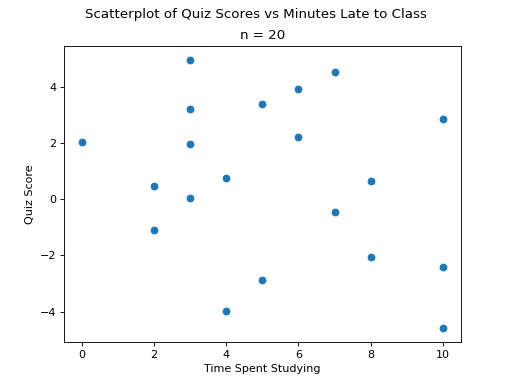 Scatterplot of Quiz Scores vs Minutes Late to Class
n = 20
4
2
0
−2
−4
Quiz Score
0 2 4 6 8 10
Time Spent Studying